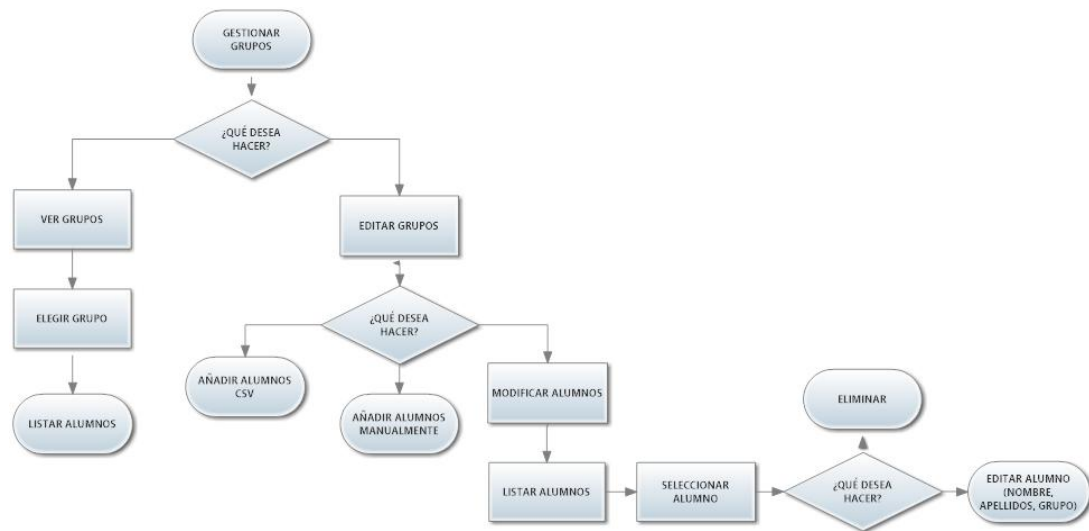 GESTIONAR
GRUPOS
¿QUÉ DESEA
HACER?
VER GRUPOS
EDITAR GRUPOS
ELEGIR GRUPO
¿QUÉ DESEA
HACER?
LISTAR ALUMNOS
AÑADIR ALUMNOS
CSV
AÑADIR ALUMNOS
MANUALMENTE
MODIFICAR ALUMNOS
LISTAR ALUMNOS
SELECCIONAR
ALUMNO
¿QUÉ DESEA
HACER?
ELIMINAR
EDITAR ALUMNO
(NOMBRE,
APELLIDOS, GRUPO)